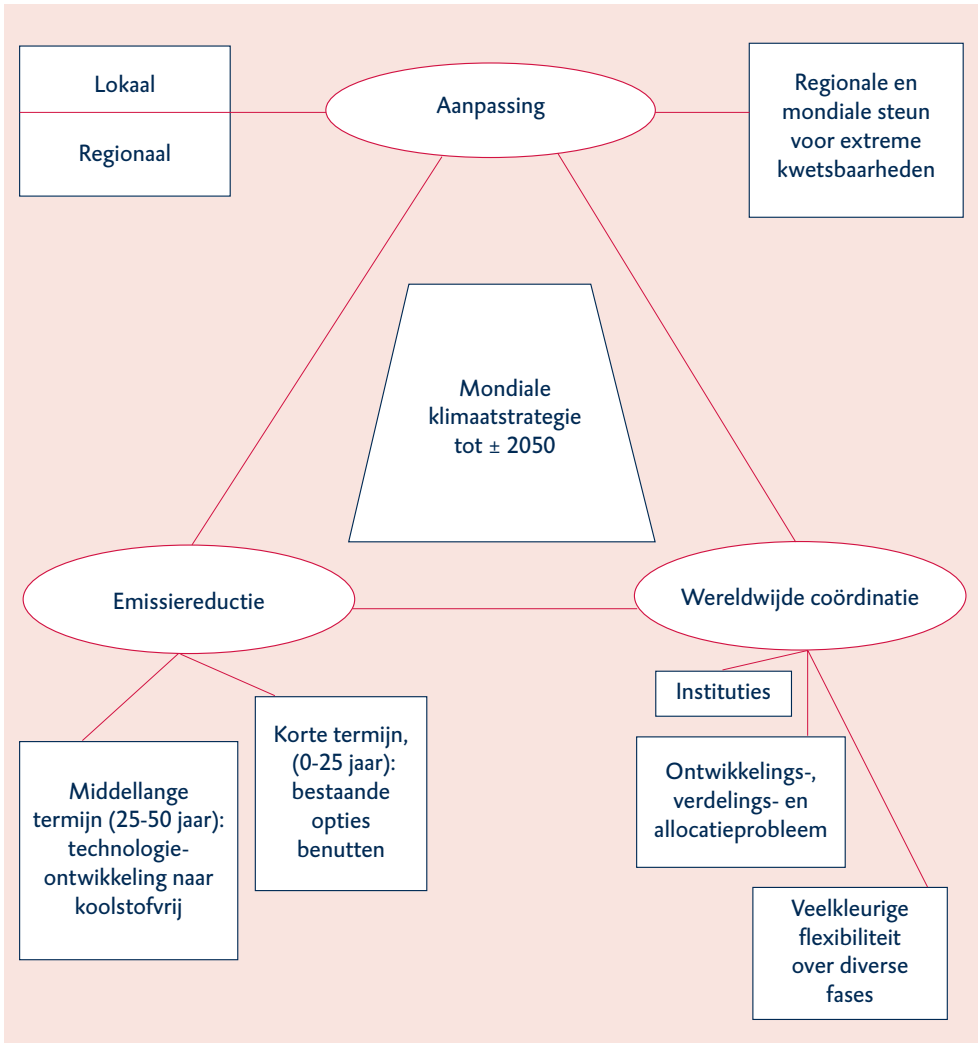 Lokaal
Regionaal
Aanpassing
Regionale en
mondiale steun
voor extreme
kwetsbaarheden
Mondiale
klimaatstrategie
tot ± 2050
Emissiereductie
Wereldwijde coördinatie
Middellange
termijn (25-50 jaar):
technologie-
ontwikkeling naar
koolstofvrij
Korte termijn,
(0-25 jaar):
bestaande
opties
benutten
Instituties
Ontwikkelings-,
verdelings- en
allocatieprobleem
Veelkleurige
flexibiliteit
over diverse
fases